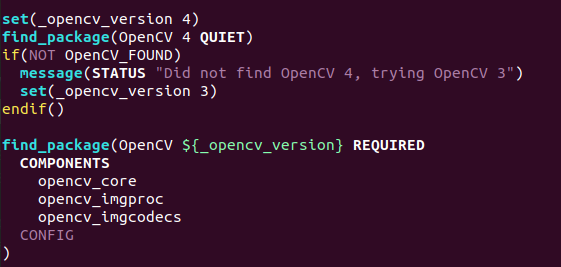 set(_opencv_version 4)
find_package(OpenCV 4 QUIET)
if(NOT OpenCV_FOUND)
  message(STATUS "Did not find OpenCV 4, trying OpenCV 3")
  set(_opencv_version 3)
endif()

find_package(OpenCV ${_opencv_version} REQUIRED
  COMPONENTS
    opencv_core
    opencv_imgproc
    opencv_imgcodecs
  CONFIG
)